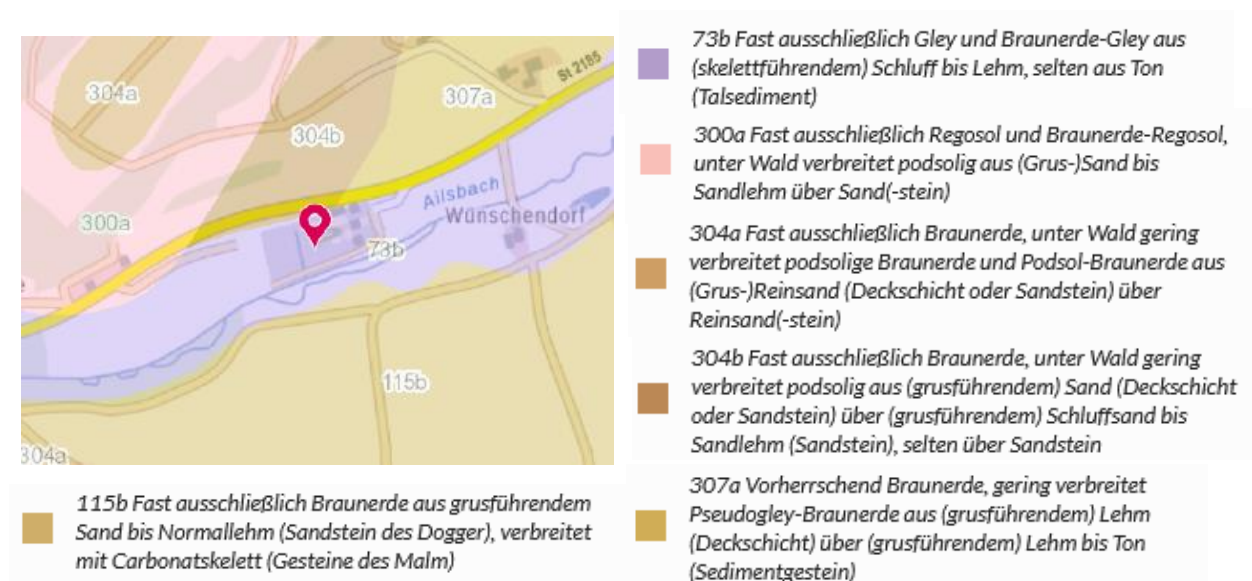 304a
307a
St 2185
304b
Ailsbach
Wünschendorf
300a
73b
115b
304a
73b Fast ausschließlich Gley und Braunerde-Gley aus
(skelettführendem) Schluff bis Lehm, selten aus Ton
(Talsediment)
300a Fast ausschließlich Regosol und Braunerde-Regosol,
unter Wald verbreitet podsolig aus (Grus-)Sand bis
Sandlehm über Sand(-stein)
304a Fast ausschließlich Braunerde, unter Wald gering
verbreitet podsolige Braunerde und Podsol-Braunerde aus
(Grus-)Reinsand (Deckschicht oder Sandstein) über
Reinsand(-stein)
304b Fast ausschließlich Braunerde, unter Wald gering
verbreitet podsolig aus (grusführendem) Sand (Deckschicht
oder Sandstein) über (grusführendem) Schluffsand bis
Sandlehm (Sandstein), selten über Sandstein
115b Fast ausschließlich Braunerde aus grusführendem
Sand bis Normallehm (Sandstein des Dogger), verbreitet
mit Carbonatskelett (Gesteine des Malm)
307a Vorherrschend Braunerde, gering verbreitet
Pseudogley-Braunerde aus (grusführendem) Lehm
(Deckschicht) über (grusführendem) Lehm bis Ton
(Sedimentgestein)